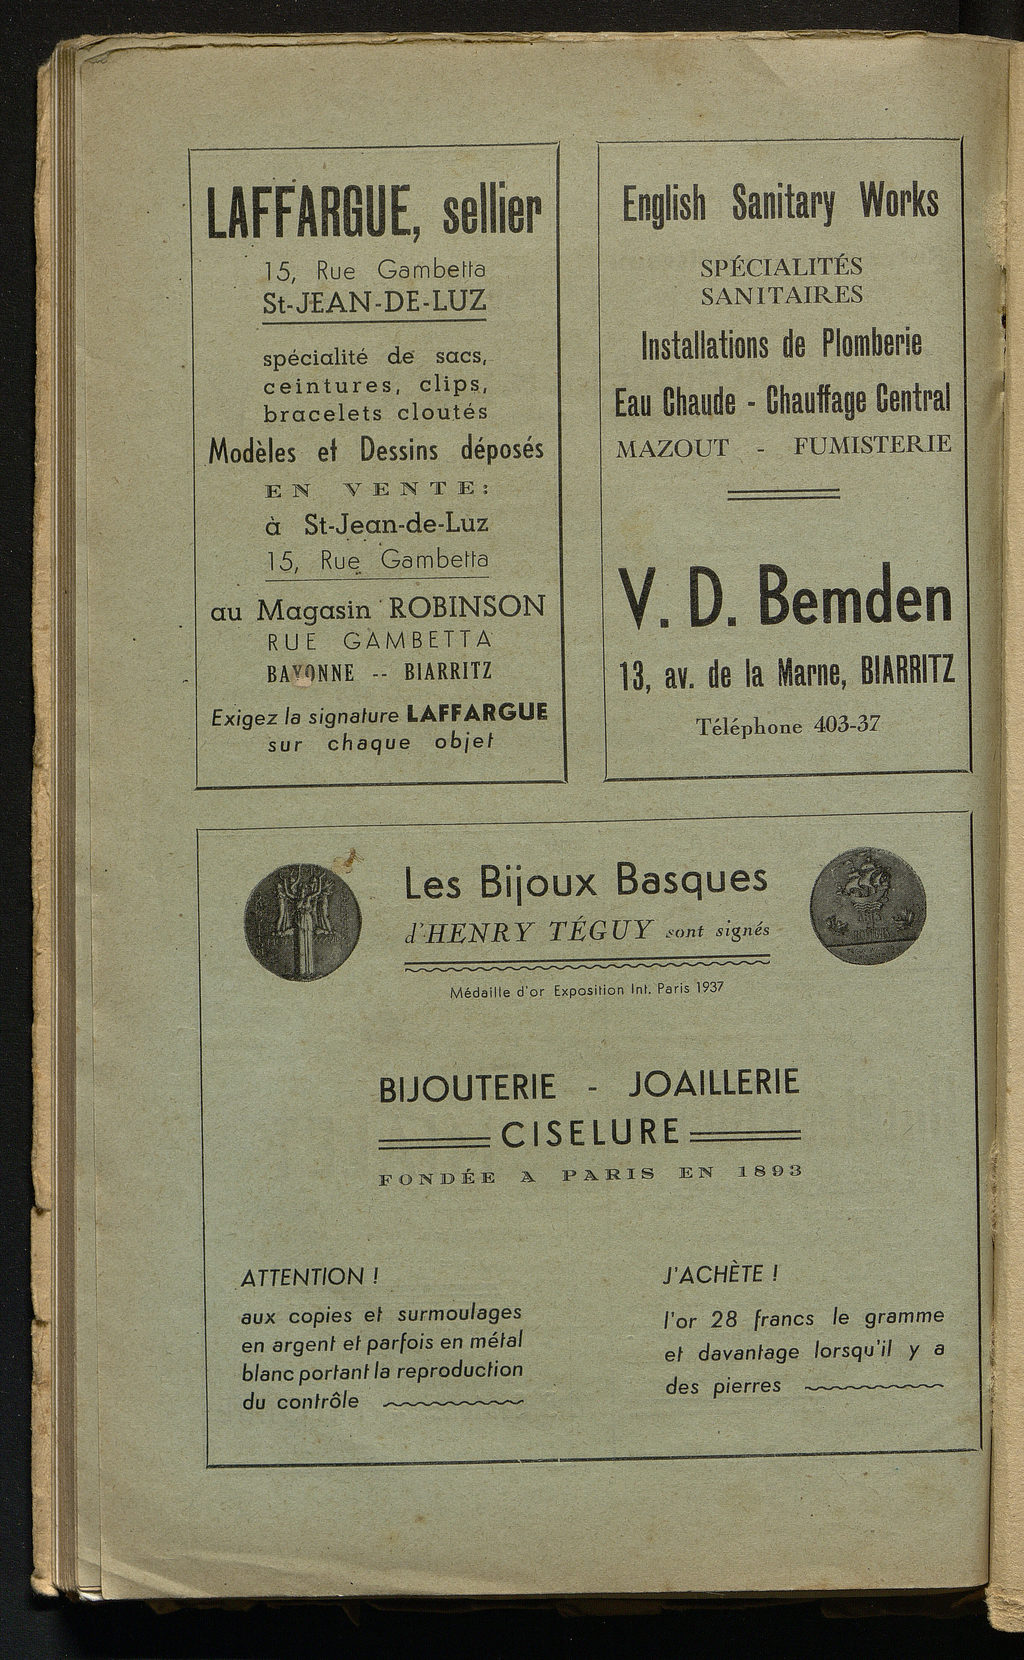 LAFFARGUE, sellier
15, Rue Gambetta
St-JEAN-DE-LUZ
spécialité de sacs,
ceintures, clips,
bracelets cloutés
Modèles et Dessins déposés
EN VENTE:
à St-Jean-de-Luz
15, Rue Gambetta
au Magasin ROBINSON
RUE GAMBETTA
BAYONNE -- BIARRITZ
Exigez la signature LAFFARGUE
sur chaque objet
English Sanitary Works
SPÉCIALITÉS
SANITAIRES
Installations de Plomberie
Eau Chaude - Chauffage Central
MAZOUT - FUMISTERIE
V. D. Bemden
13, av. de la Marne, BIARRITZ
Téléphone 403-37
Les Bijoux Basques
d'HENRY TÉGUY sont signés
Médaille d'or Exposition Int. Paris 1937
BIJOUTERIE - JOAILLERIE
CISELURE
FONDÉE A PARIS EN 1893
ATTENTION !
aux copies et surmoulages
en argent et parfois en métal
blanc portant la reproduction
du contrôle
J'ACHÈTE !
l'or 28 francs le gramme
et davantage lorsqu'il y a
des pierres